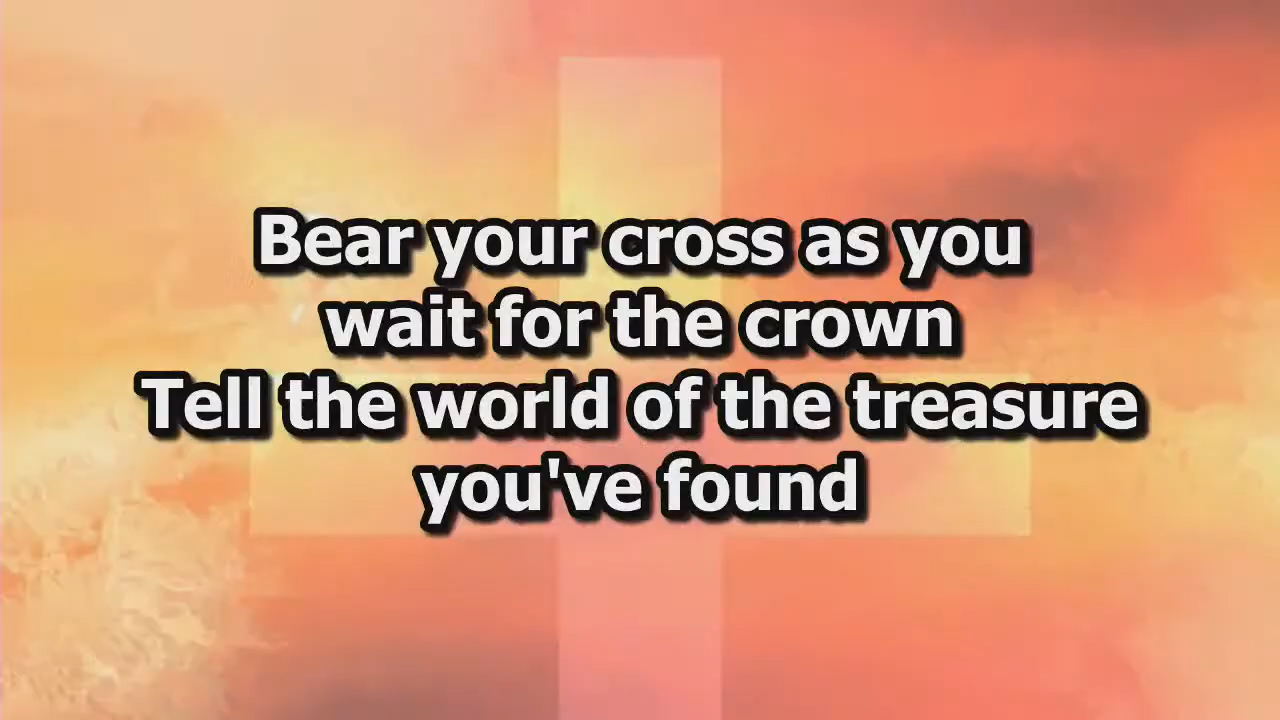 Bear your cross as you
wait for the crown
Tell the world of the treasure
you've found